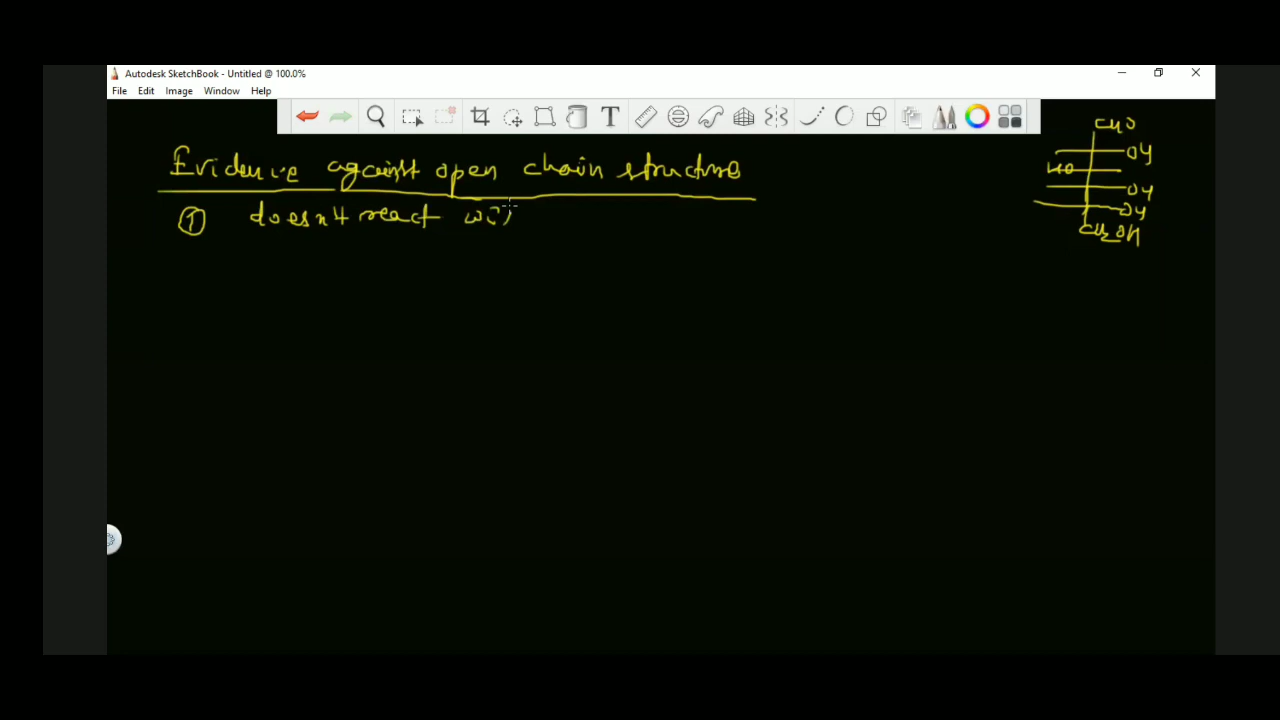 Autodesk SketchBook - Untitled @ 100.0%
File Edit Image Window Help
T
Evidence against open chain structure
① doesn't react wi
CHO
OH
HO
OH
OH
CH2OH